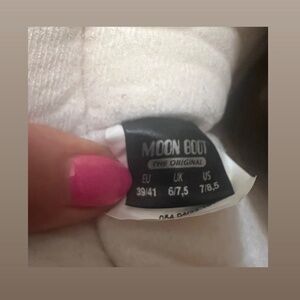 MOON BOOT
THE ORIGINAL
EU UK US
39/41 6/7,5 7/8,5